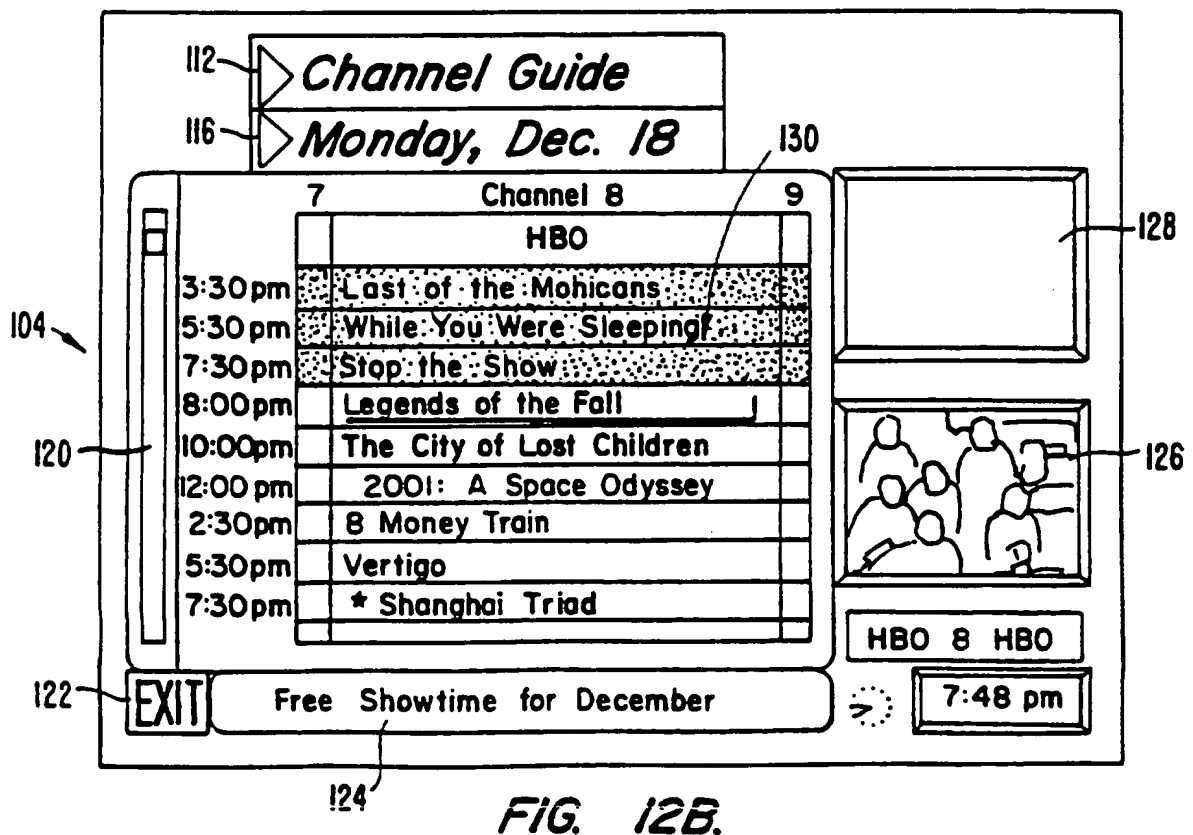 112 Channel Guide
116 Monday, Dec. 18
130
7 Channel 8 9
HBO
128
3:30pm Last of the Mohicans
104
5:30pm While You Were Sleeping
7:30pm Stop the Show
8:00pm Legends of the Fall
120
10:00pm The City of Lost Children
126
12:00 pm 2001: A Space Odyssey
2:30pm 8 Money Train
5:30pm Vertigo
7:30pm * Shanghai Triad
HBO 8 HBO
122 EXIT Free Showtime for December 7:48 pm
124
FIG. 12B.